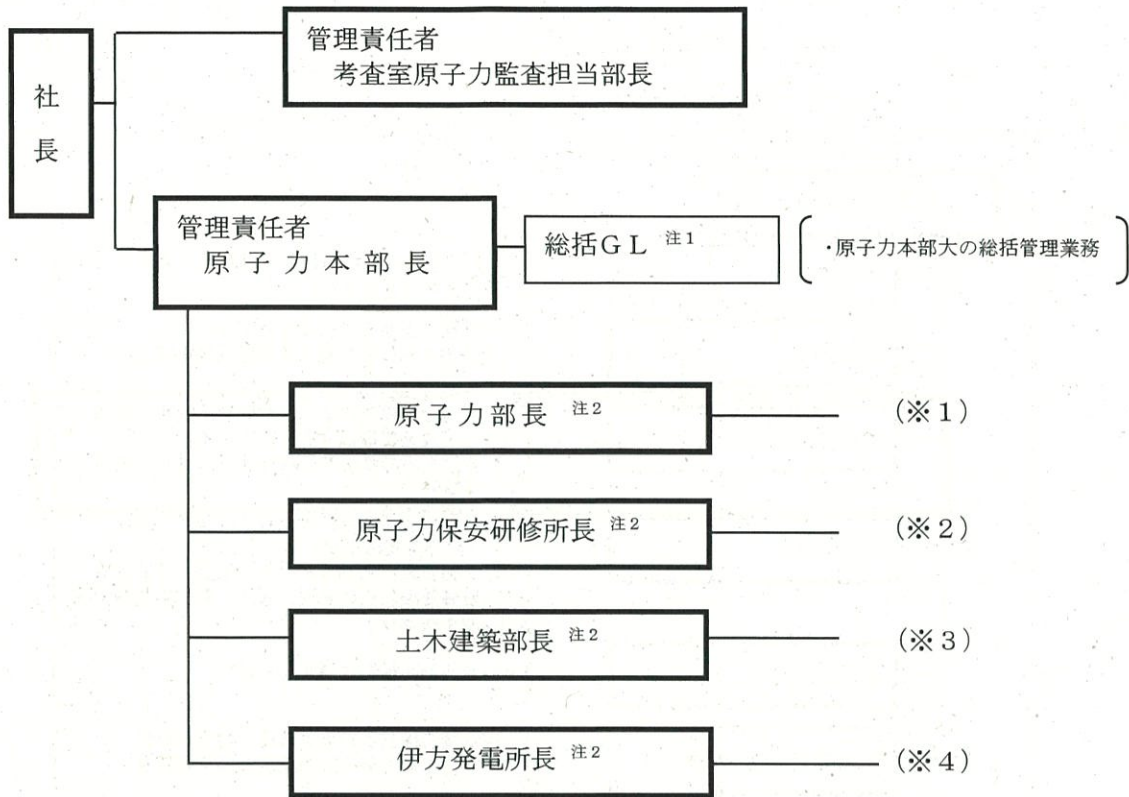 社長
管理責任者
考査室原子力監査担当部長
管理責任者
原子力本部長
総括GL 注1
・原子力本部大の総括管理業務
原子力部長 注2
(※1)
原子力保安研修所長 注2
(※2)
土木建築部長 注2
(※3)
伊方発電所長 注2
(※4)